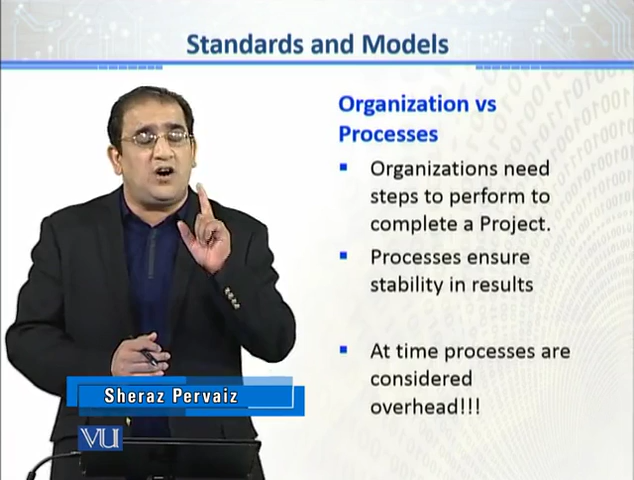 Standards and Models
Organization vs
Processes
Organizations need
steps to perform to
complete a Project.
Processes ensure
stability in results
At time processes are
considered
overhead!!!
Sheraz Pervaiz
VU